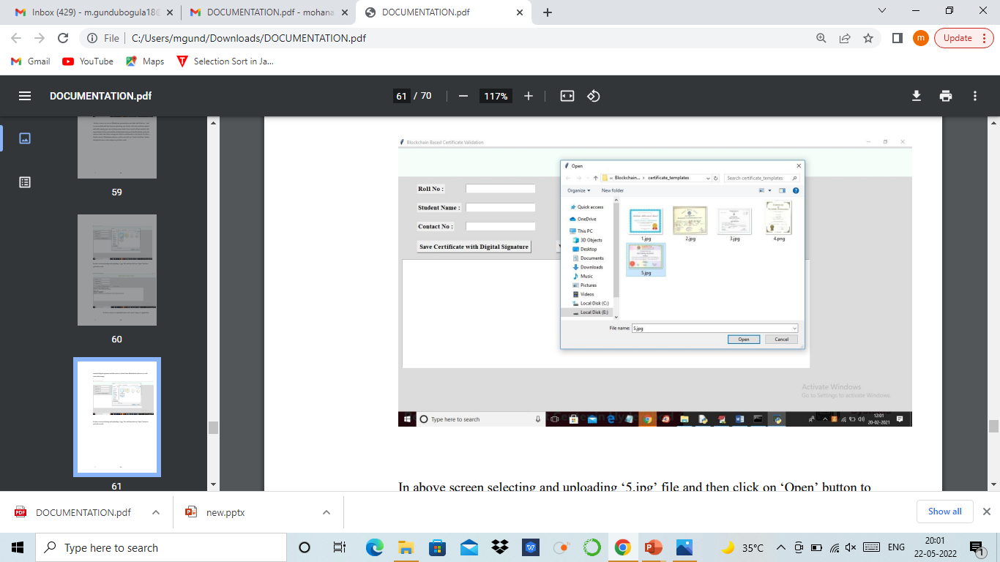 Inbox (429) - m.gundubogula18@
DOCUMENTATION.pdf - mohana
DOCUMENTATION.pdf
File
C:/Users/mgund/Downloads/DOCUMENTATION.pdf
m
Update
Gmail
YouTube
Maps
Selection Sort in Ja...
DOCUMENTATION.pdf
61 / 70
117%
59
60
61
Blockchain Based Certificate Validation
Roll No :
Student Name :
Contact No :
Save Certificate with Digital Signature
Open
« Blockchain... › certificate_templates
Search certificate_templates
Organize
New folder
Quick access
OneDrive
This PC
3D Objects
Desktop
Documents
Downloads
Music
Pictures
Videos
Local Disk (C:)
Local Disk (E:)
1.jpg
2.jpg
3.jpg
4.png
5.jpg
File name:
5.jpg
Open
Cancel
Activate Windows
Go to Settings to activate Windows.
Type here to search
12:01
20-02-2021
In above screen selecting and uploading ‘5.jpg’ file and then click on ‘Open’ button to
DOCUMENTATION.pdf
new.pptx
Show all
Type here to search
35°C
ENG
20:01
22-05-2022
1